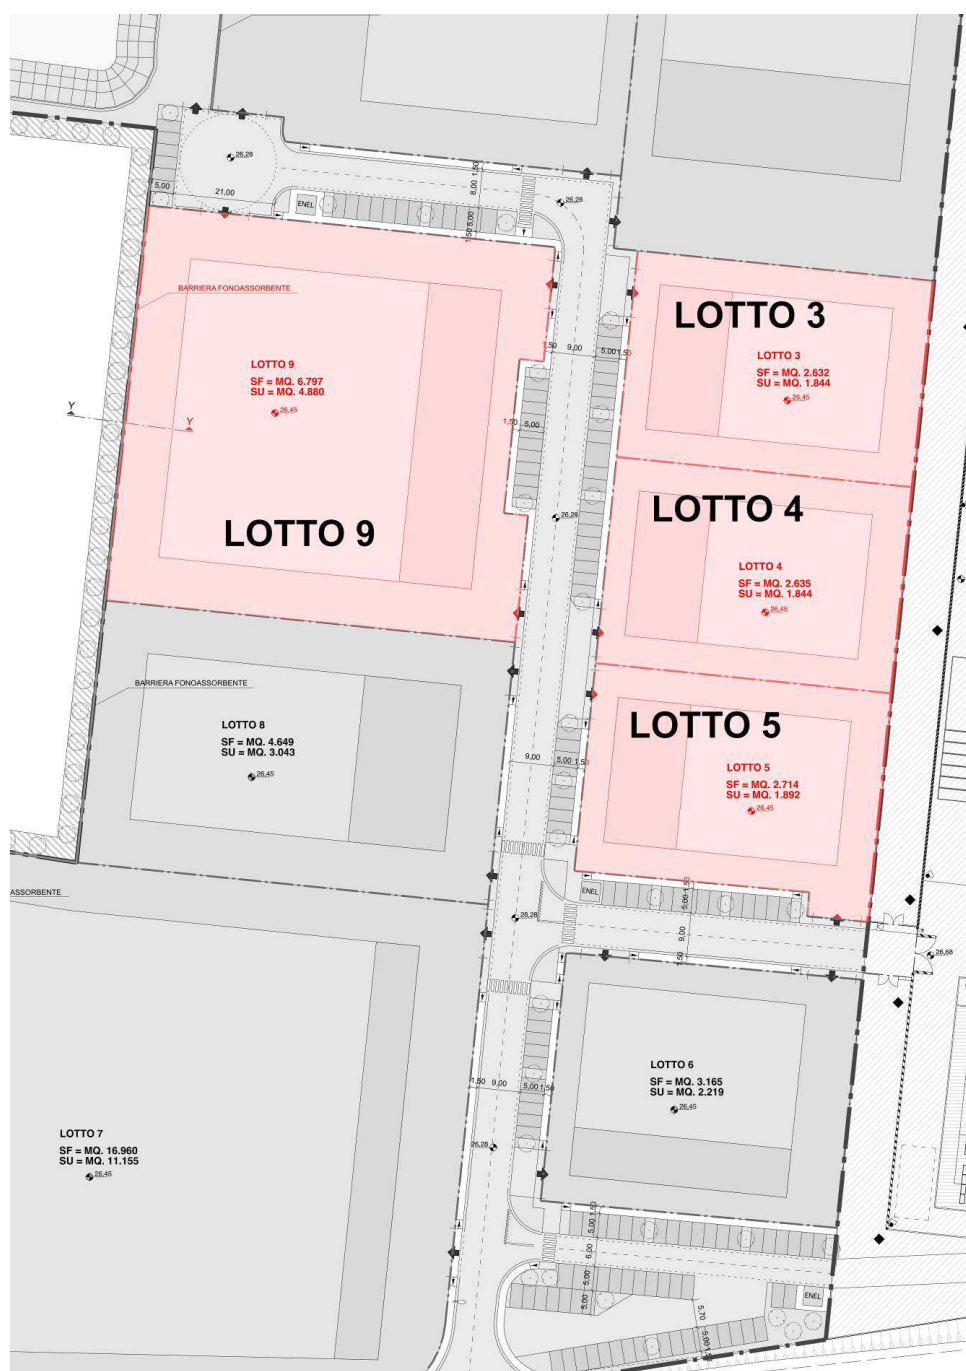 26,28
5,00
21,00
ENEL
8,00 1,50
1,50 5,00
26,28
BARRIERA FONOASSORBENTE
LOTTO 9
SF = MQ. 6.797
SU = MQ. 4.880
26,45
Y
Y
LOTTO 9
1,50
9,00
5,00 1,50
1,50
5,00
26,28
LOTTO 3
LOTTO 3
SF = MQ. 2.632
SU = MQ. 1.844
26,45
LOTTO 4
LOTTO 4
SF = MQ. 2.635
SU = MQ. 1.844
26,45
LOTTO 5
LOTTO 5
SF = MQ. 2.714
SU = MQ. 1.892
26,45
BARRIERA FONOASSORBENTE
LOTTO 8
SF = MQ. 4.649
SU = MQ. 3.043
26,45
9,00
5,00 1,50
ASSORBENTE
ENEL
5,00 1,50
9,00
1,50
26,28
26,68
LOTTO 6
SF = MQ. 3.165
SU = MQ. 2.219
26,45
1,50
9,00
5,00 1,50
26,28
LOTTO 7
SF = MQ. 16.960
SU = MQ. 11.155
26,45
5,00 1,50
6,00
5,00
5,00
ENEL
5,70
5,00 1,50